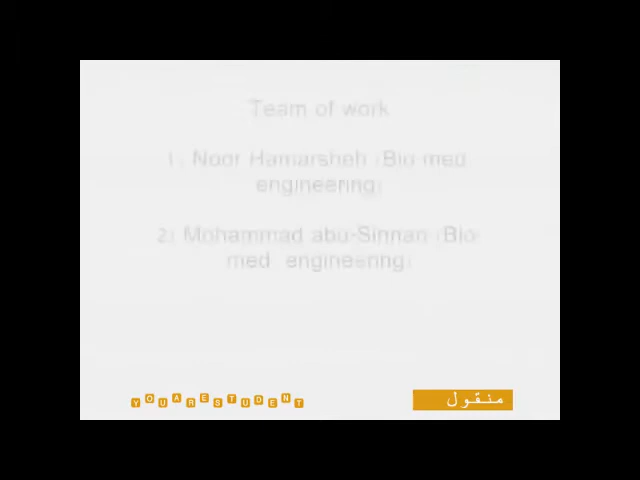 Team of work
1) Noor Hamarsheh (Bio med
engineering)
2) Mohammad abu-Sinnan (Bio
med engineering)
YOUARESTUDENT
منقول